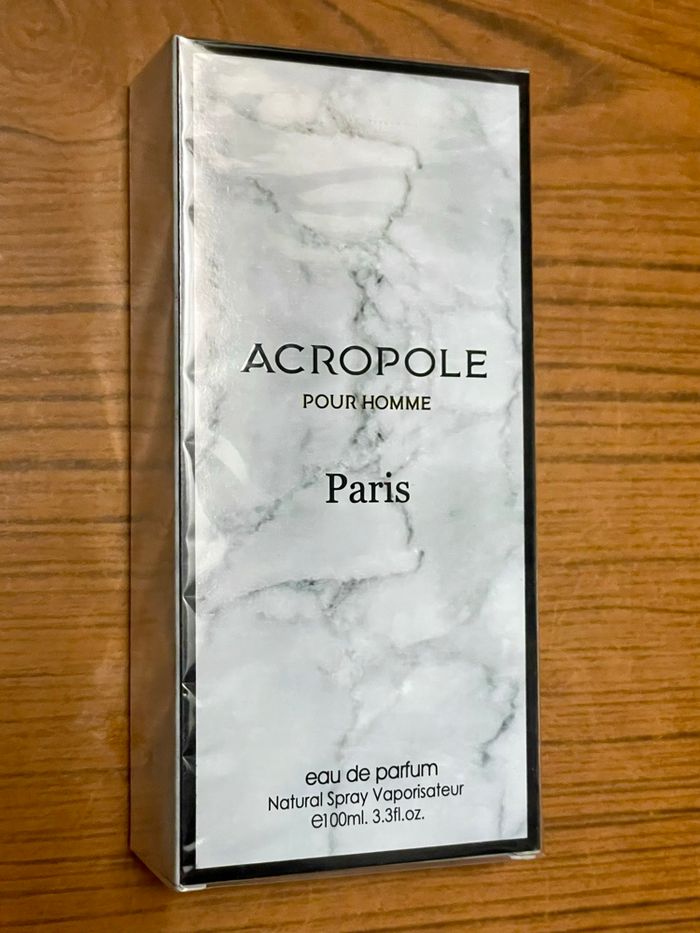 ACROPOLE
POUR HOMME
Paris
eau de parfum
Natural Spray Vaporisateur
℮100ml. 3.3fl.oz.